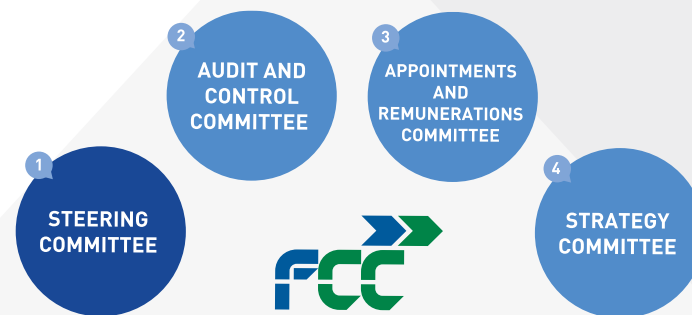 1
STEERING
COMMITTEE
2
AUDIT AND
CONTROL
COMMITTEE
3
APPOINTMENTS
AND
REMUNERATIONS
COMMITTEE
4
STRATEGY
COMMITTEE
FCC